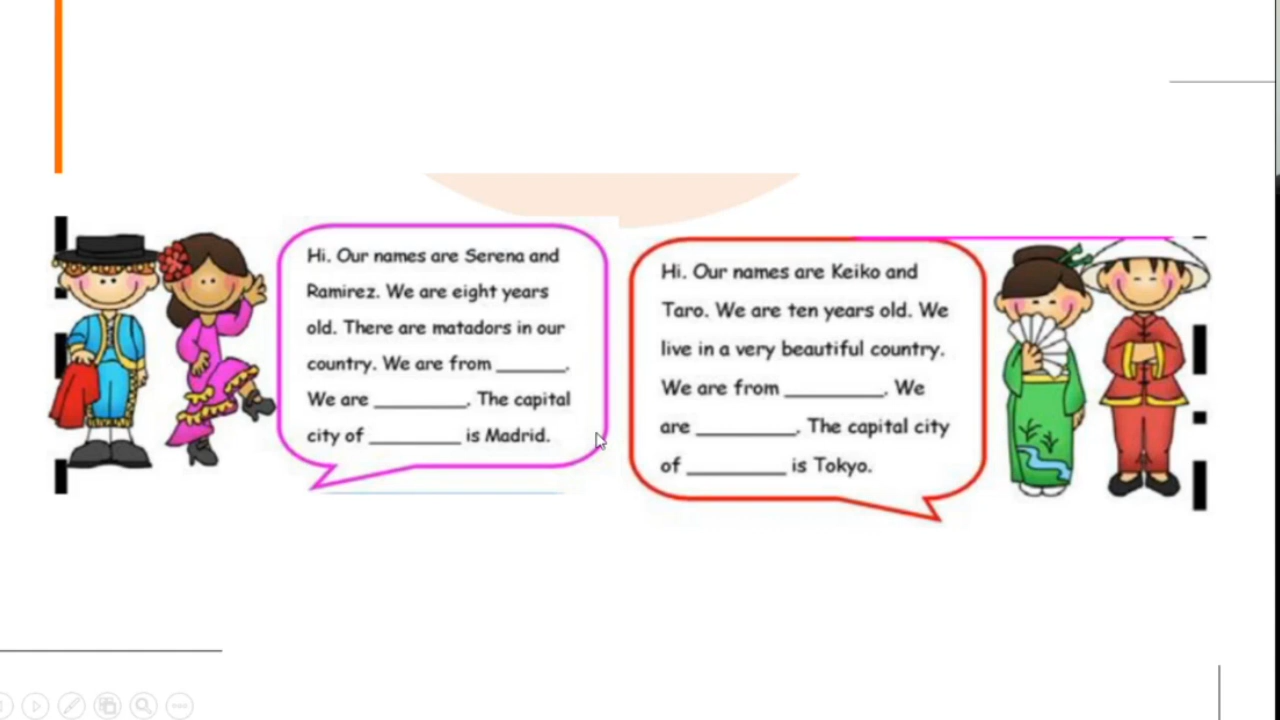 Hi. Our names are Serena and
Ramirez. We are eight years
old. There are matadors in our
country. We are from _______.
We are _________. The capital
city of _________ is Madrid.
Hi. Our names are Keiko and
Taro. We are ten years old. We
live in a very beautiful country.
We are from __________. We
are __________. The capital city
of __________ is Tokyo.